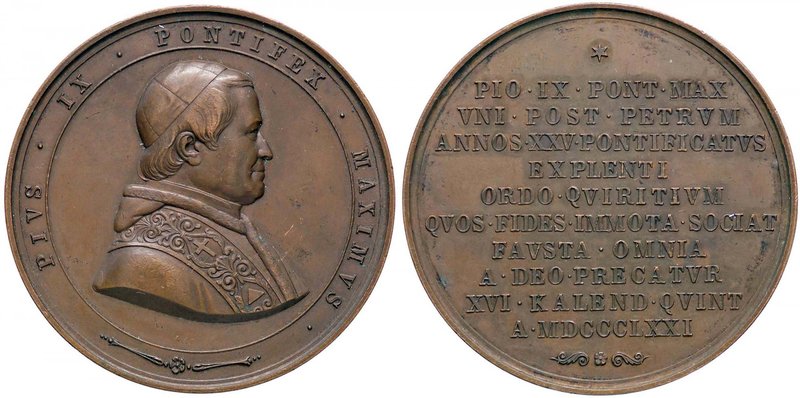 PIVS · IX · PONTIFEX · MAXIMVS ·
PIO · IX · PONT · MAX
VNI · POST · PETRVM
ANNOS · XXV · PONTIFICATVS
EXPLENTI
ORDO · QVIRITIVM
QVOS · FIDES · IMMOTA · SOCIAT
FAVSTA · OMNIA
A · DEO · PRECATVR
XVI · KALEND · QVINT
A · MDCCCLXXI